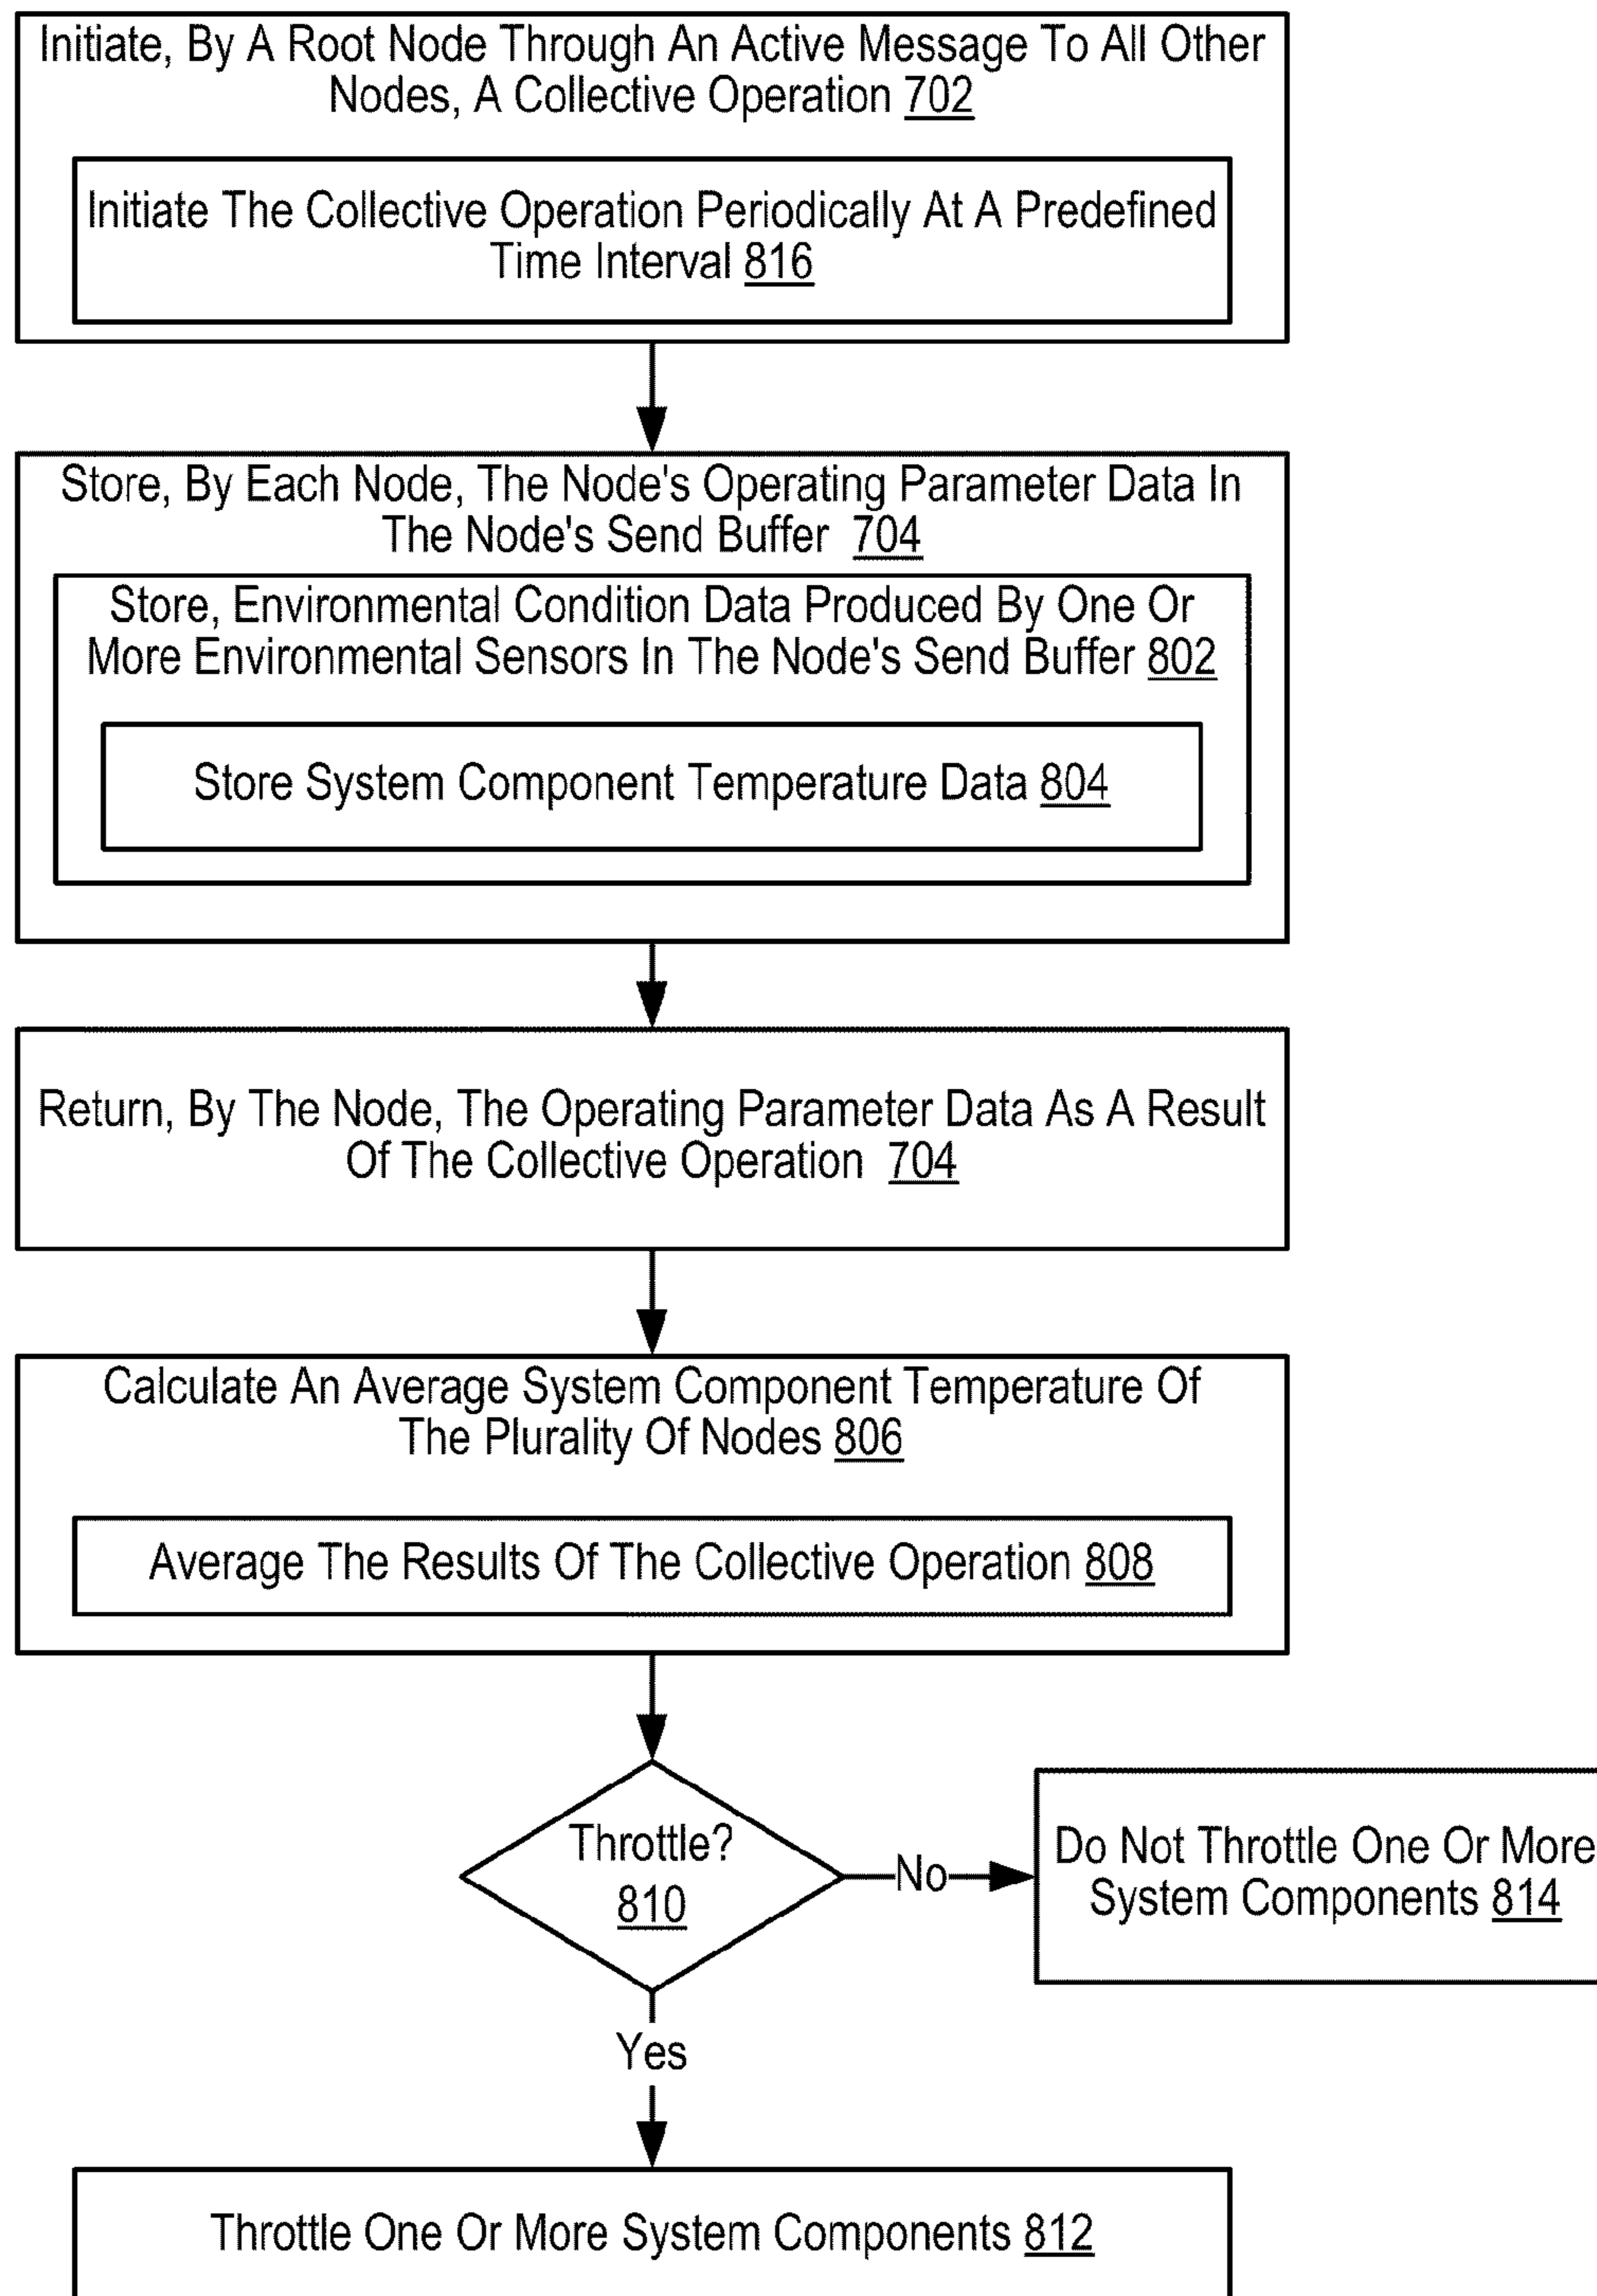 Initiate, By A Root Node Through An Active Message To All Other
Nodes, A Collective Operation 702
Initiate The Collective Operation Periodically At A Predefined
Time Interval 816
Store, By Each Node, The Node's Operating Parameter Data In
The Node's Send Buffer 704
Store, Environmental Condition Data Produced By One Or
More Environmental Sensors In The Node's Send Buffer 802
Store System Component Temperature Data 804
Return, By The Node, The Operating Parameter Data As A Result
Of The Collective Operation 704
Calculate An Average System Component Temperature Of
The Plurality Of Nodes 806
Average The Results Of The Collective Operation 808
Throttle?
810
No
Do Not Throttle One Or More
System Components 814
Yes
Throttle One Or More System Components 812